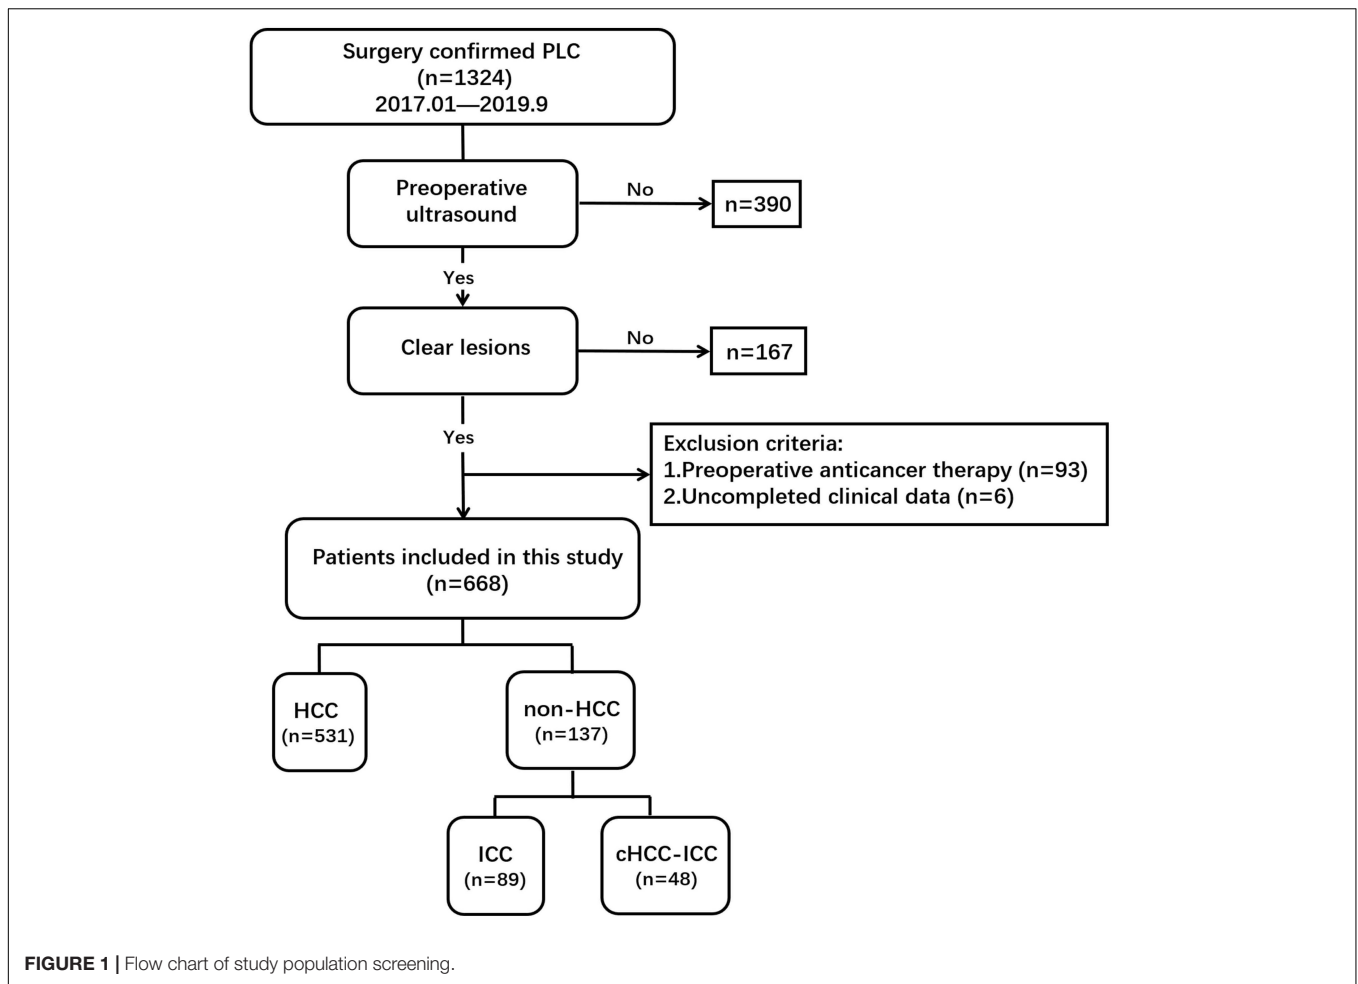 Surgery confirmed PLC
(n=1324)
2017.01—2019.9
Preoperative
ultrasound
No
n=390
Yes
Clear lesions
No
n=167
Yes
Exclusion criteria:
1.Preoperative anticancer therapy (n=93)
2.Uncompleted clinical data (n=6)
Patients included in this study
(n=668)
HCC
(n=531)
non-HCC
(n=137)
ICC
(n=89)
cHCC-ICC
(n=48)
FIGURE 1 | Flow chart of study population screening.